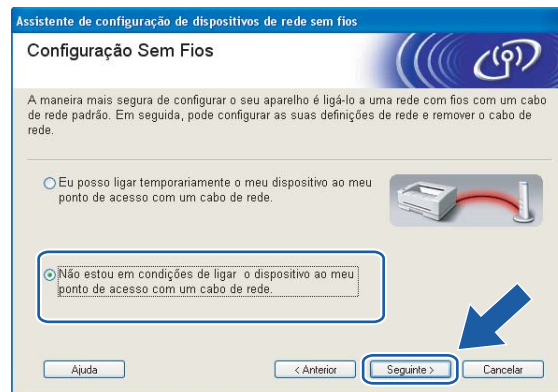 Assistente de configuração de dispositivos de rede sem fios
Configuração Sem Fios
A maneira mais segura de configurar o seu aparelho é ligá-lo a uma rede com fios com um cabo
de rede padrão. Em seguida, pode configurar as suas definições de rede e remover o cabo de
rede.
Eu posso ligar temporariamente o meu dispositivo ao meu
ponto de acesso com um cabo de rede.
Não estou em condições de ligar o dispositivo ao meu
ponto de acesso com um cabo de rede.
Ajuda
< Anterior
Seguinte >
Cancelar